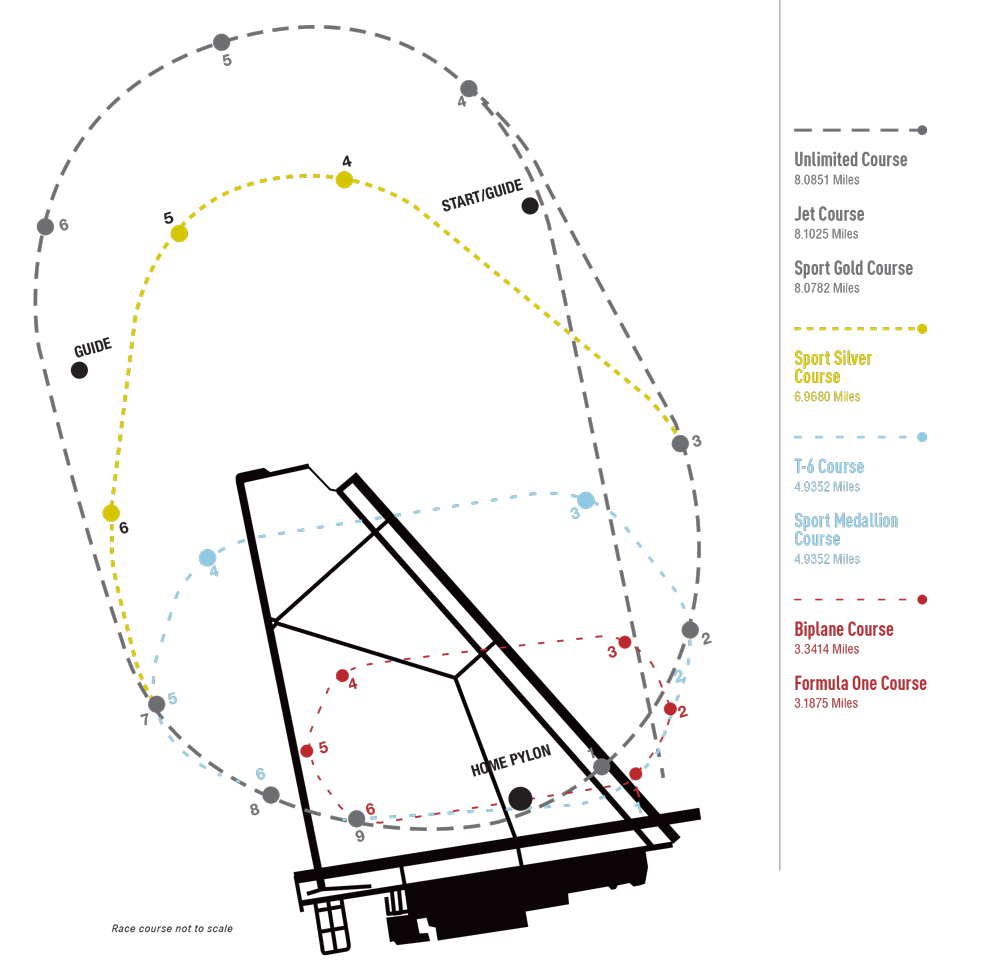 5
4
4
START/GUIDE
5
6
GUIDE
3
3
6
4
2
3
2
4
5
2
7
5
HOME PYLON
1
6
8
6
1
1
9
Race course not to scale
Unlimited Course
8.0851 Miles
Jet Course
8.1025 Miles
Sport Gold Course
8.0782 Miles
Sport Silver
Course
6.9680 Miles
T-6 Course
4.9352 Miles
Sport Medallion
Course
4.9352 Miles
Biplane Course
3.3414 Miles
Formula One Course
3.1875 Miles